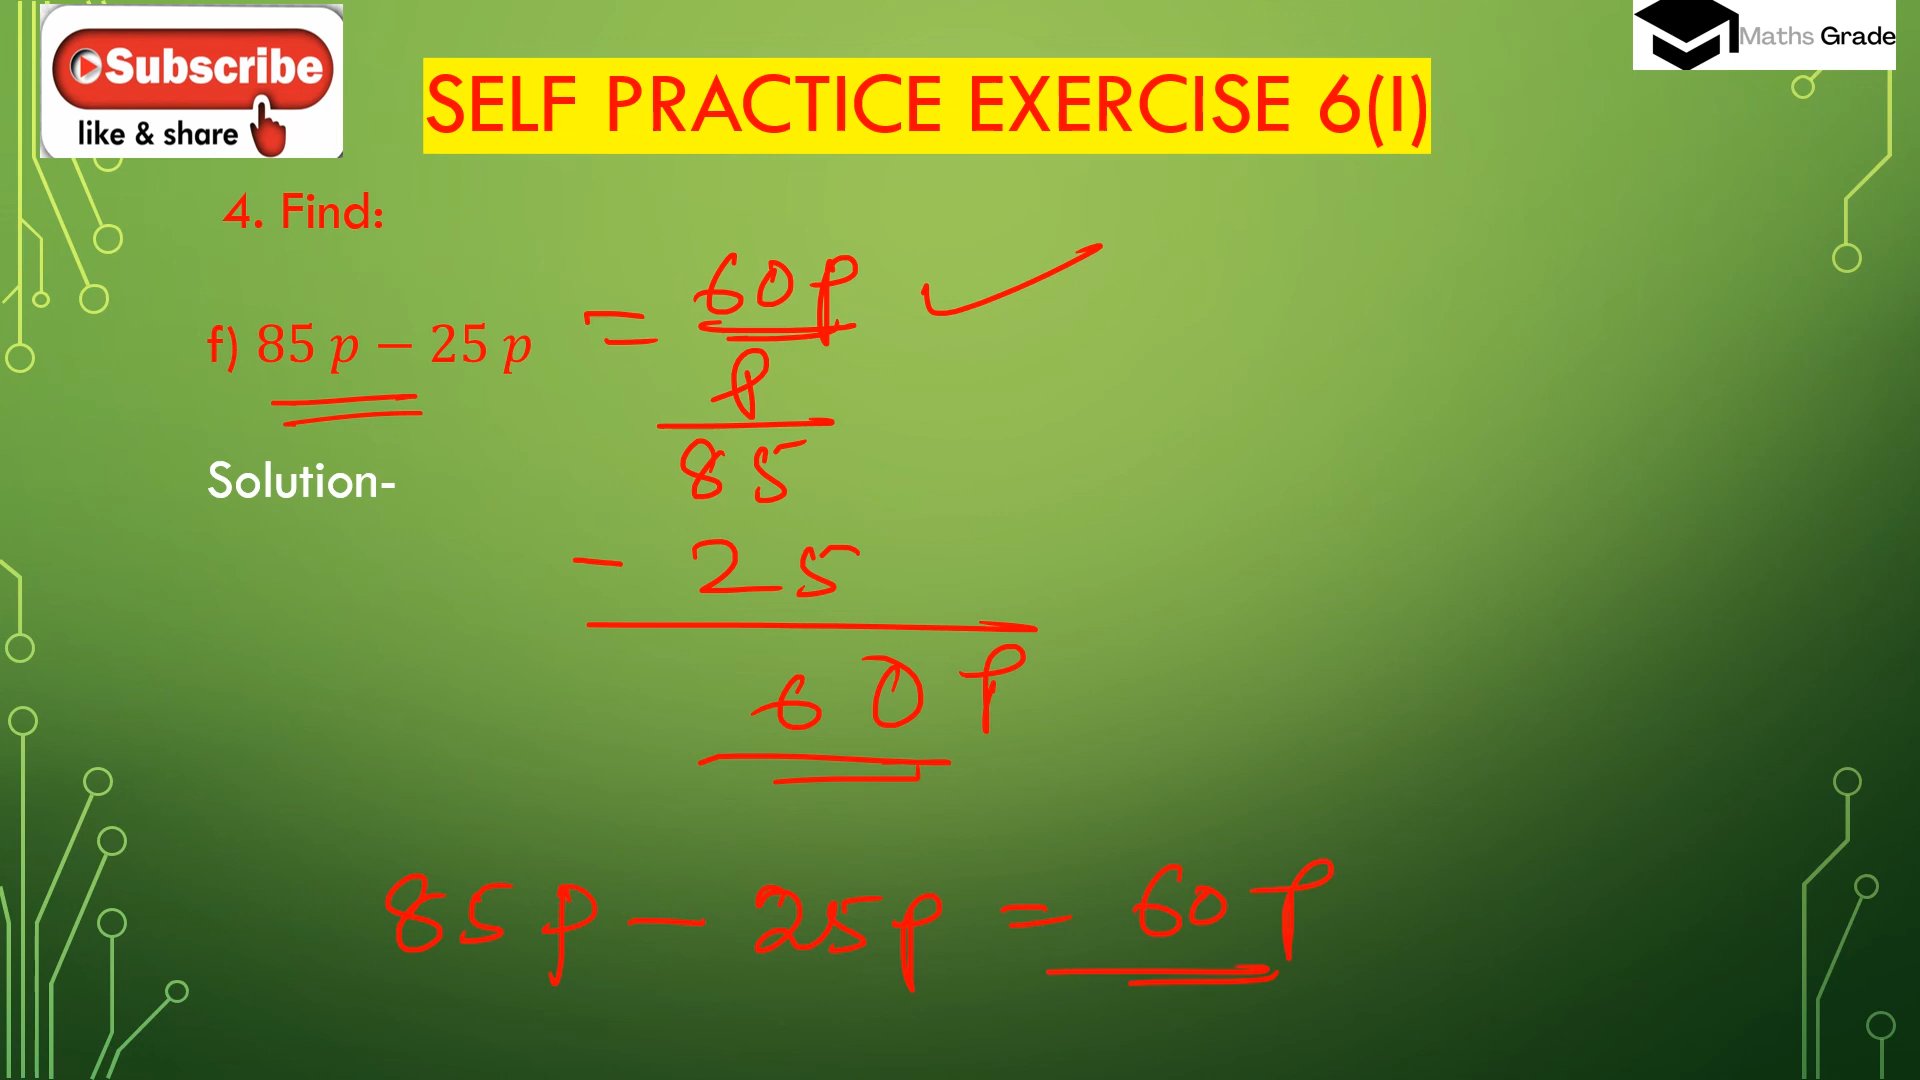 Subscribe
like & share
Maths Grade
SELF PRACTICE EXERCISE 6(I)
4. Find:
f) 85 p − 25 p = 60p
Solution-
p
85
- 25
60 p
85p - 25p = 60p